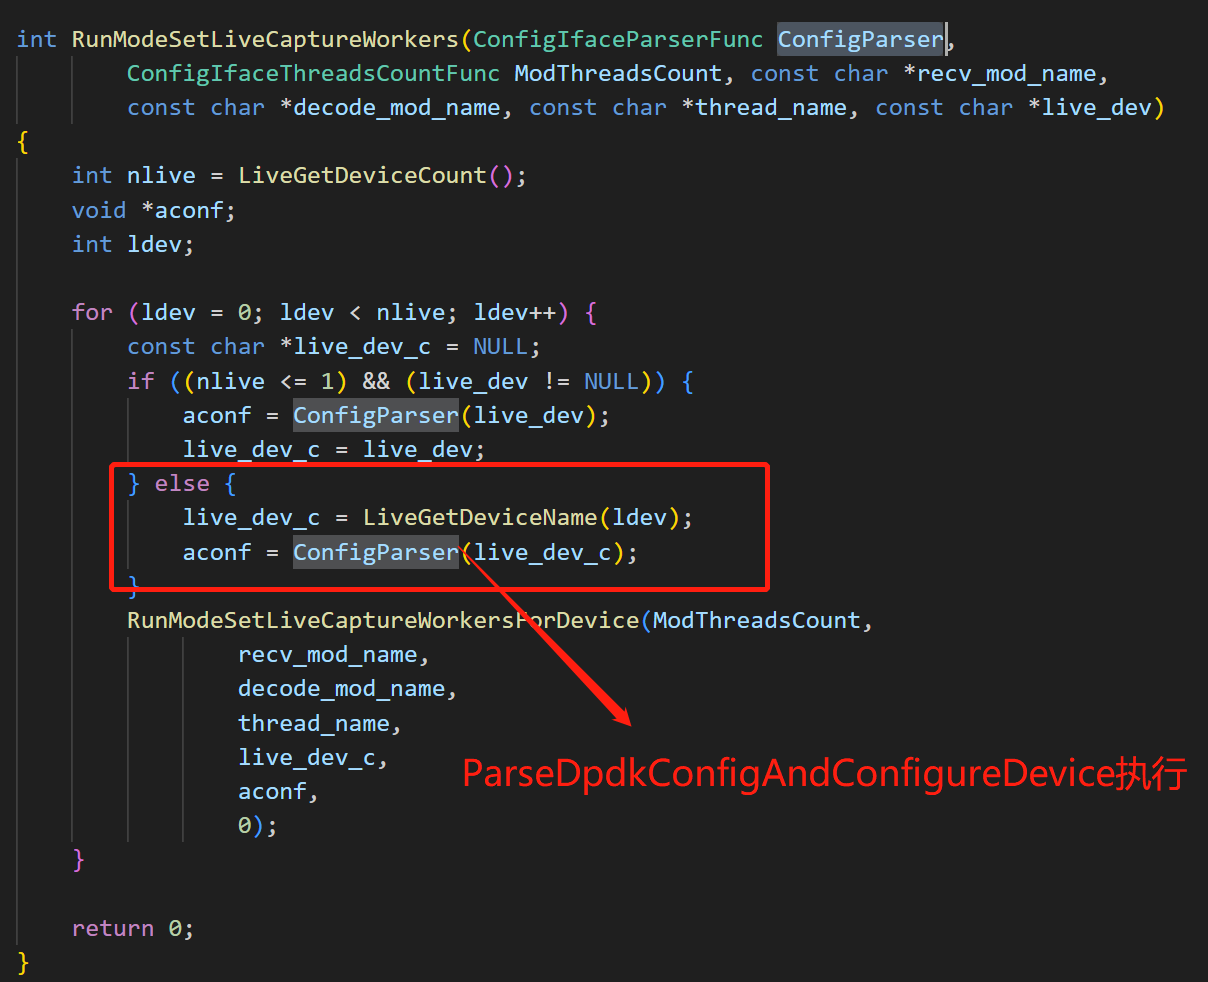 int RunModeSetLiveCaptureWorkers(ConfigIfaceParserFunc ConfigParser,
ConfigIfaceThreadsCountFunc ModThreadsCount, const char *recv_mod_name,
const char *decode_mod_name, const char *thread_name, const char *live_dev)
{
int nlive = LiveGetDeviceCount();
void *aconf;
int ldev;
for (ldev = 0; ldev < nlive; ldev++) {
const char *live_dev_c = NULL;
if ((nlive <= 1) && (live_dev != NULL)) {
aconf = ConfigParser(live_dev);
live_dev_c = live_dev;
} else {
live_dev_c = LiveGetDeviceName(ldev);
aconf = ConfigParser(live_dev_c);
}
RunModeSetLiveCaptureWorkersForDevice(ModThreadsCount,
recv_mod_name,
decode_mod_name,
thread_name,
live_dev_c,
aconf,
0);
ParseDpdkConfigAndConfigureDevice执行
}
return 0;
}